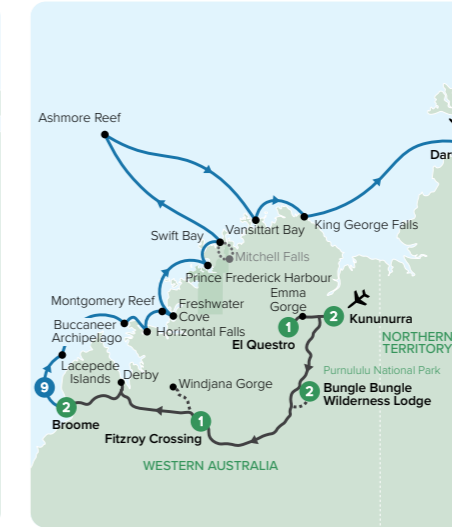 Ashmore Reef
Dar
Swift Bay
Vansittart Bay
King George Falls
Mitchell Falls
Prince Frederick Harbour
Montgomery Reef
Freshwater
Cove
Emma
Gorge
1
2
Kununurra
El Questro
Buccaneer
Archipelago
Horizontal Falls
NORTHERN
TERRITORY
Lacepede
Islands
Derby
Purnululu National Park
Windjana Gorge
2
Bungle Bungle
Wilderness Lodge
9
2
Broome
1
Fitzroy Crossing
WESTERN AUSTRALIA